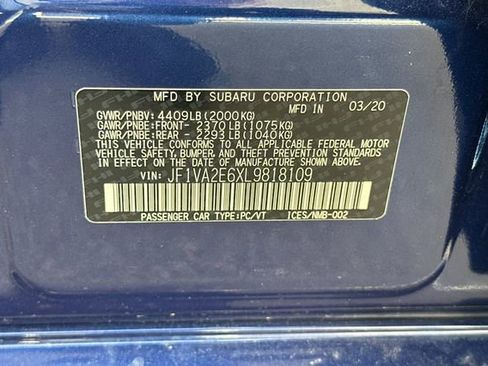 MFD BY SUBARU CORPORATION
MFD IN 03/20
GVWR/PNBV: 4409LB(2000KG)
GAWR/PNBE:FRONT- 2370LB(1075KG)
GAWR/PNBE:REAR - 2293LB(1040KG)
THIS VEHICLE CONFORMS TO ALL APPLICABLE FEDERAL MOTOR
VEHICLE SAFETY, BUMPER, AND THEFT PREVENTION STANDARDS
IN EFFECT ON THE DATE OF MANUFACTURE SHOWN ABOVE.
VIN: JF1VA2E6XL9818109
PASSENGER CAR TYPE:PC/VT ICES/NMB-002